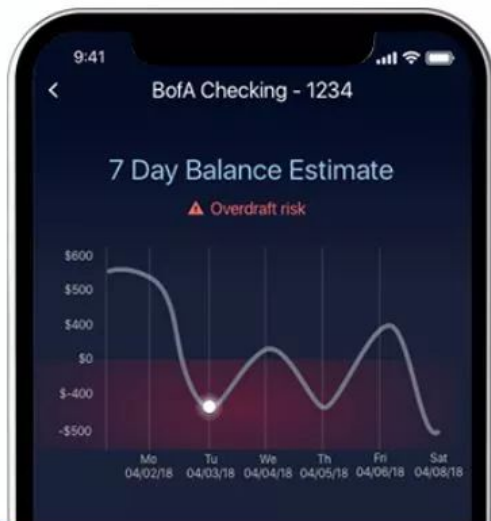 9:41
BofA Checking - 1234
7 Day Balance Estimate
Overdraft risk
$600
$500
$400
$0
$-400
-$500
Mo Tu We Th Fri Sat
04/02/18 04/03/18 04/04/18 04/05/18 04/06/18 04/08/18